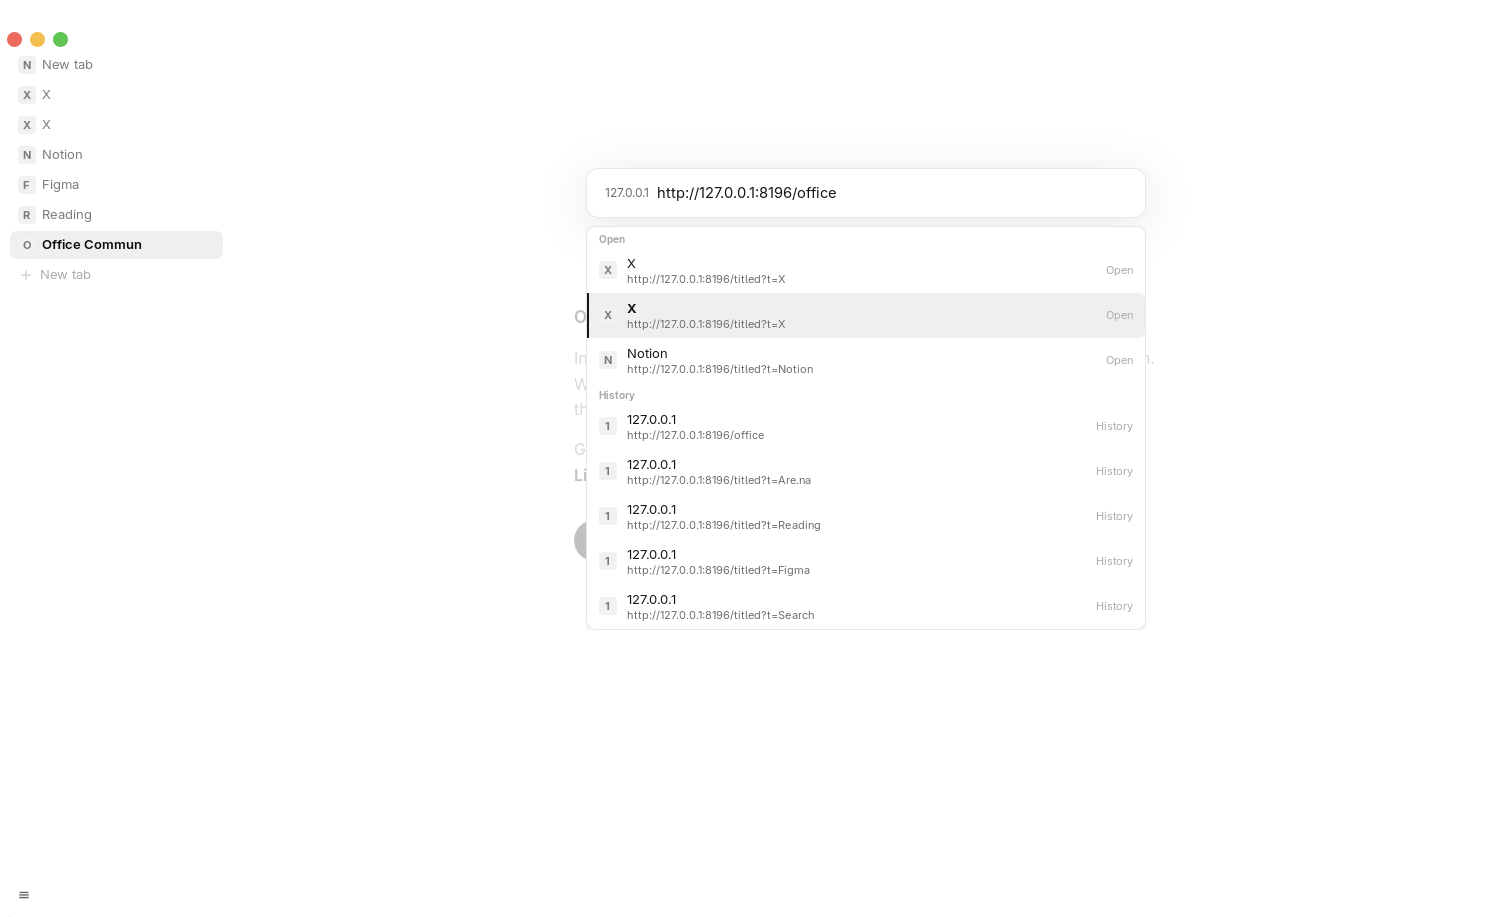 N New tab
X X
X X
N Notion
F Figma
R Reading
O Office Commun
+ New tab
127.0.0.1 http://127.0.0.1:8196/office
Open
X X Open
http://127.0.0.1:8196/titled?t=X
X X Open
http://127.0.0.1:8196/titled?t=X
N Notion Open
http://127.0.0.1:8196/titled?t=Notion
History
1 127.0.0.1 History
http://127.0.0.1:8196/office
1 127.0.0.1 History
http://127.0.0.1:8196/titled?t=Are.na
1 127.0.0.1 History
http://127.0.0.1:8196/titled?t=Reading
1 127.0.0.1 History
http://127.0.0.1:8196/titled?t=Figma
1 127.0.0.1 History
http://127.0.0.1:8196/titled?t=Search